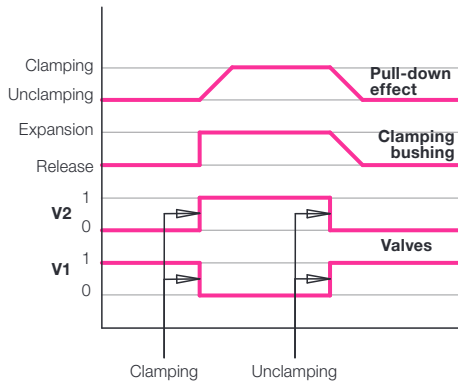 Clamping
Unclamping
Pull-down
effect
Expansion
Release
Clamping
bushing
V2
1
0
Valves
V1
1
0
Clamping
Unclamping